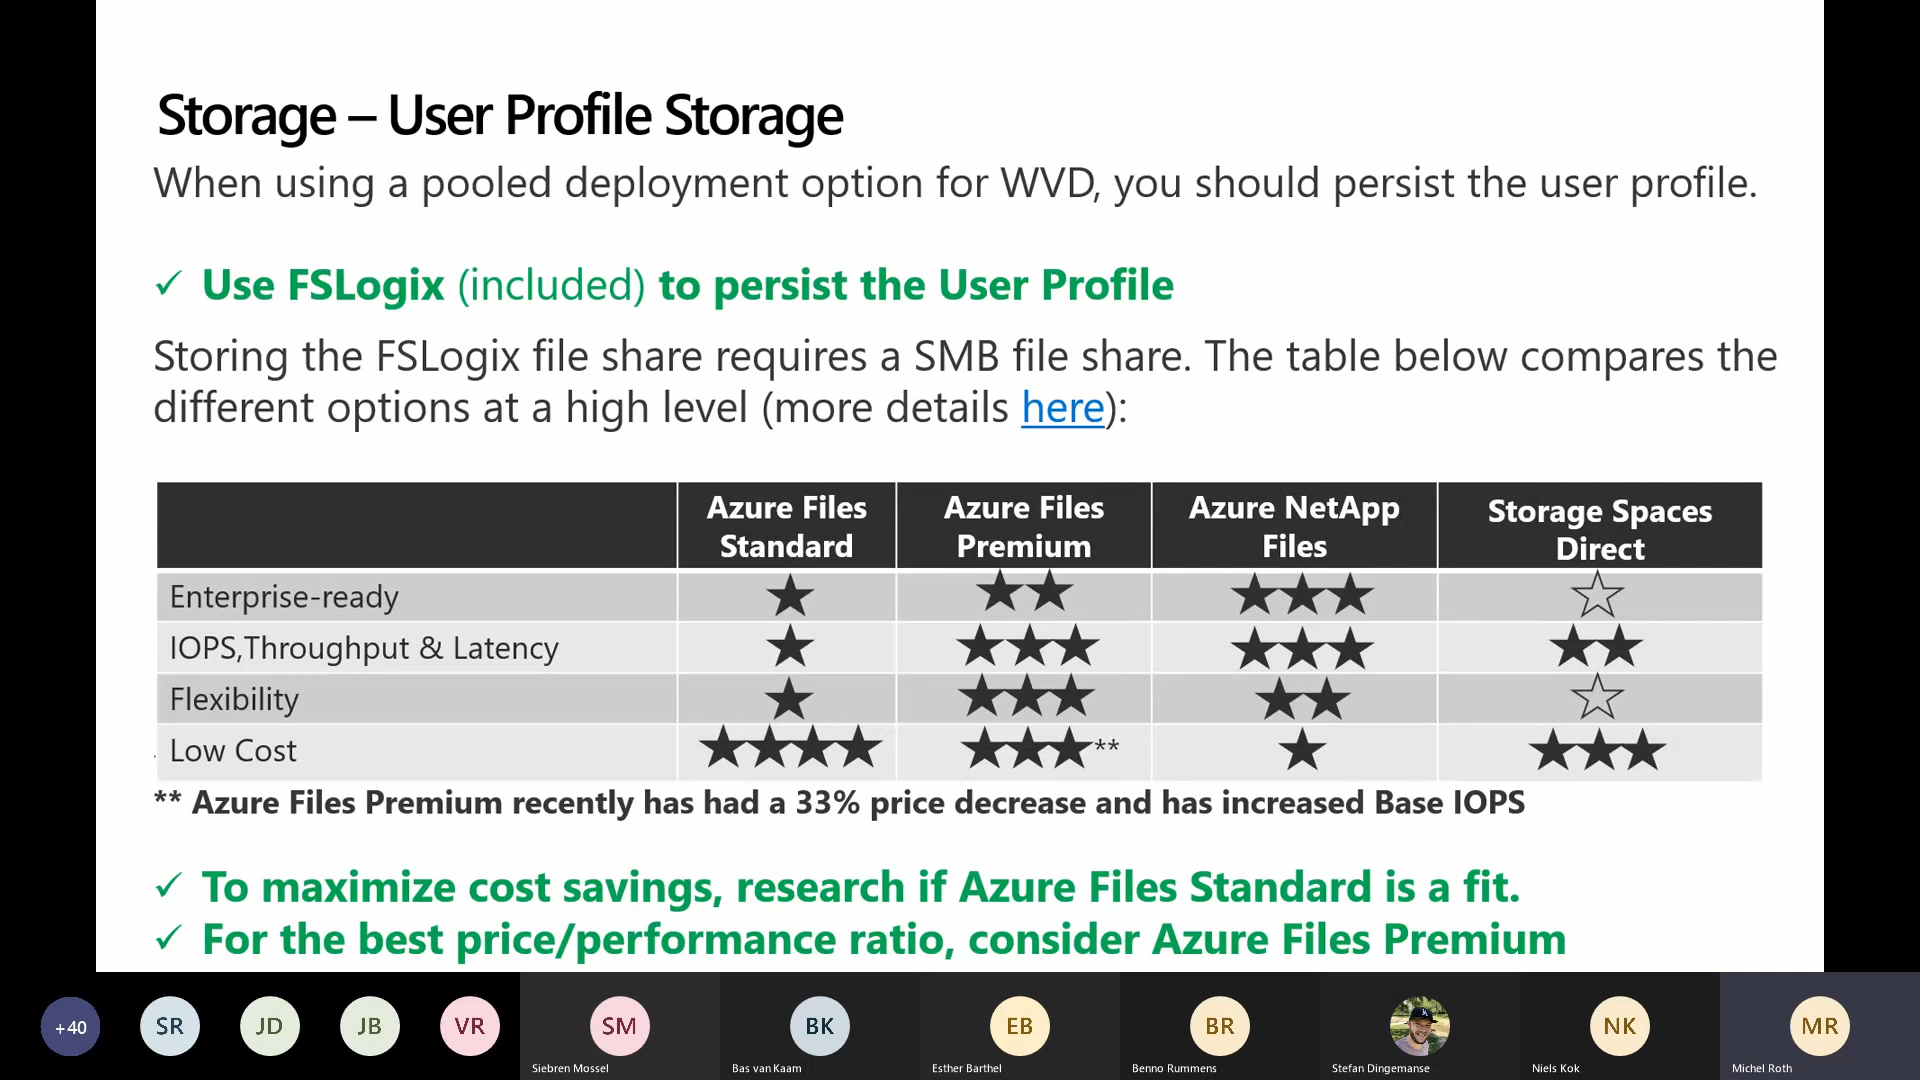 Storage – User Profile Storage
When using a pooled deployment option for WVD, you should persist the user profile.
✓ Use FSLogix (included) to persist the User Profile
Storing the FSLogix file share requires a SMB file share. The table below compares the
different options at a high level (more details here):
Azure Files Standard
Azure Files Premium
Azure NetApp Files
Storage Spaces Direct
Enterprise-ready ★ ★★ ★★★ ☆
IOPS,Throughput & Latency ★ ★★★ ★★★ ★★
Flexibility ★ ★★★ ★★ ☆
Low Cost ★★★★ ★★★** ★ ★★★
** Azure Files Premium recently has had a 33% price decrease and has increased Base IOPS
✓ To maximize cost savings, research if Azure Files Standard is a fit.
✓ For the best price/performance ratio, consider Azure Files Premium
+40 SR JD JB VR SM BK EB BR NK MR
Siebren Mossel Bas van Kaam Esther Barthel Benno Rummens Stefan Dingemanse Niels Kok Michel Roth